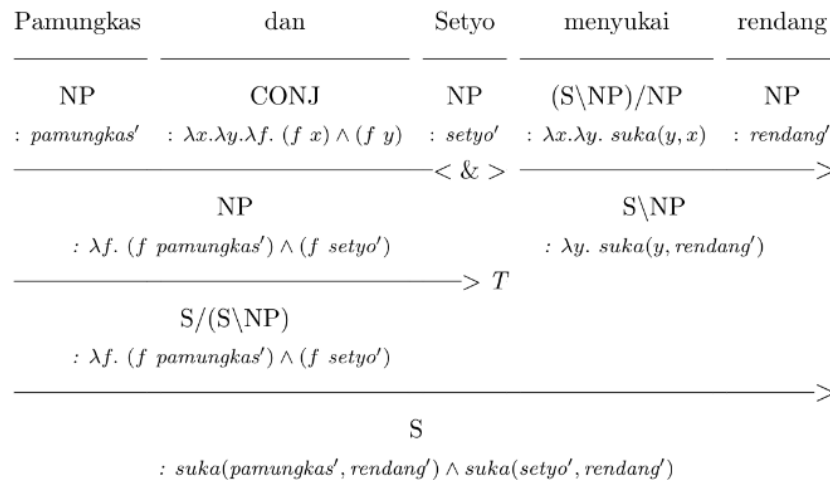 Pamungkas dan Setyo menyukai rendang
NP CONJ NP (S\NP)/NP NP
: pamungkas′ : λx.λy.λf. (f x) ∧ (f y) : setyo′ : λx.λy. suka(y, x) : rendang′
< & > >
NP S\NP
: λf. (f pamungkas′) ∧ (f setyo′) : λy. suka(y, rendang′)
> T
S/(S\NP)
: λf. (f pamungkas′) ∧ (f setyo′)
>
S
: suka(pamungkas′, rendang′) ∧ suka(setyo′, rendang′)